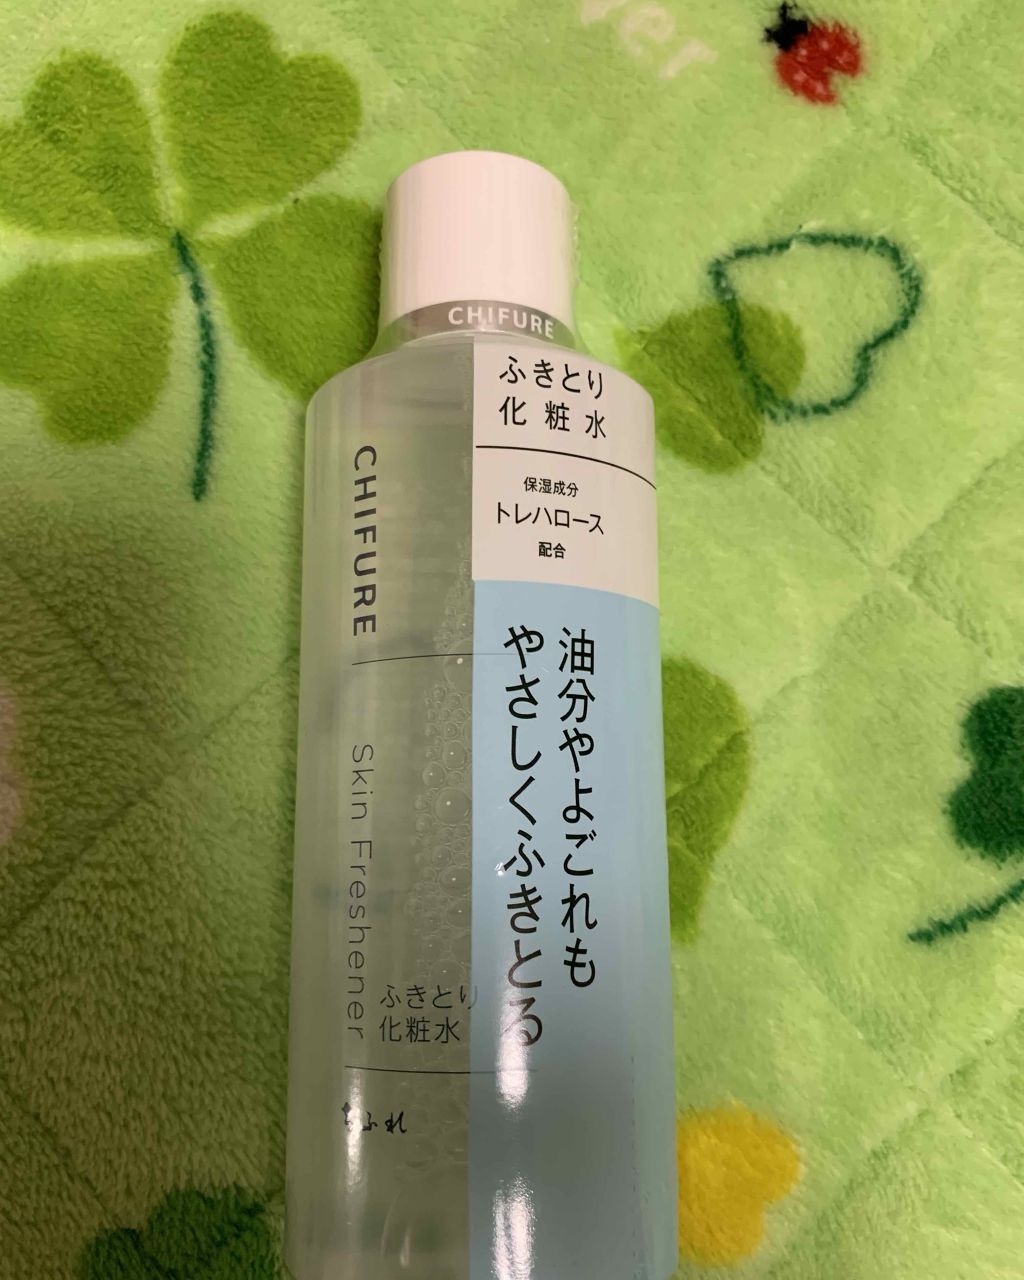 CHIFURE
ふきとり
化粧水
保湿成分
トレハロース
配合
油分やよごれも
やさしくふきとる
CHIFURE
Skin Freshener
ふきとり
化粧水
ちふれ